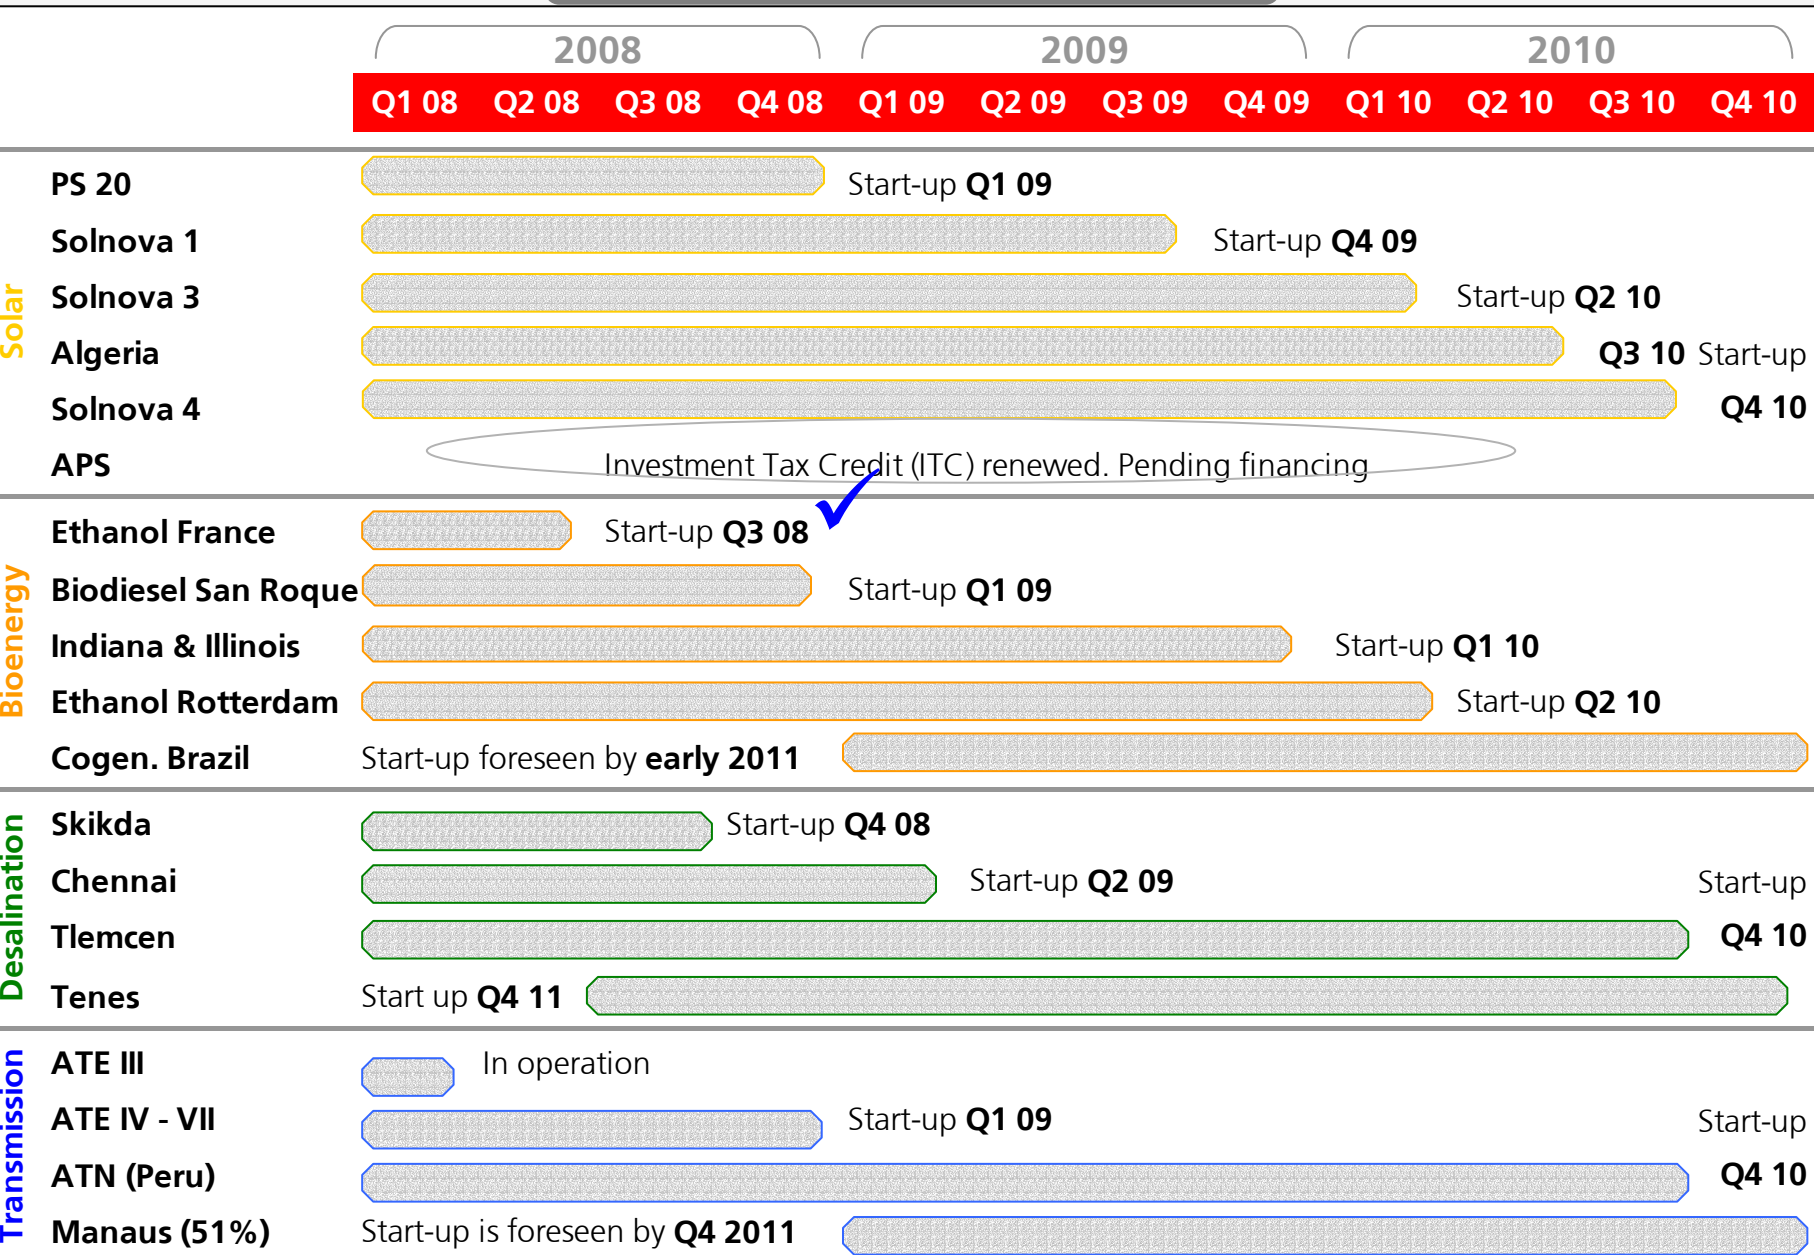 2008 2009 2010
Q1 08 Q2 08 Q3 08 Q4 08 Q1 09 Q2 09 Q3 09 Q4 09 Q1 10 Q2 10 Q3 10 Q4 10
Solar
PS 20 Start-up Q1 09
Solnova 1 Start-up Q4 09
Solnova 3 Start-up Q2 10
Algeria Q3 10 Start-up
Solnova 4 Q4 10
APS Investment Tax Credit (ITC) renewed. Pending financing
Bioenergy
Ethanol France Start-up Q3 08
Biodiesel San Roque Start-up Q1 09
Indiana & Illinois Start-up Q1 10
Ethanol Rotterdam Start-up Q2 10
Cogen. Brazil Start-up foreseen by early 2011
Desalination
Skikda Start-up Q4 08
Chennai Start-up Q2 09 Start-up
Tlemcen Q4 10
Tenes Start up Q4 11
Transmission
ATE III In operation
ATE IV - VII Start-up Q1 09 Start-up
ATN (Peru) Q4 10
Manaus (51%) Start-up is foreseen by Q4 2011